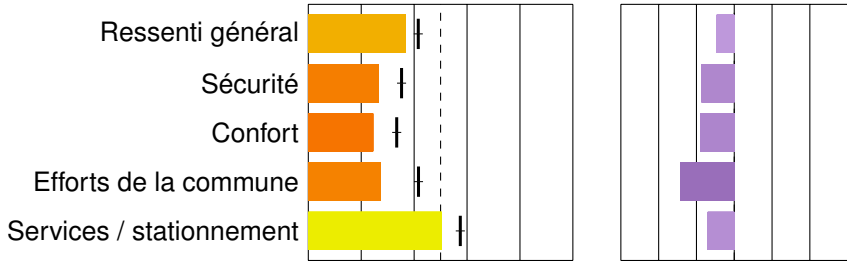 Ressenti général
Sécurité
Confort
Efforts de la commune
Services / stationnement